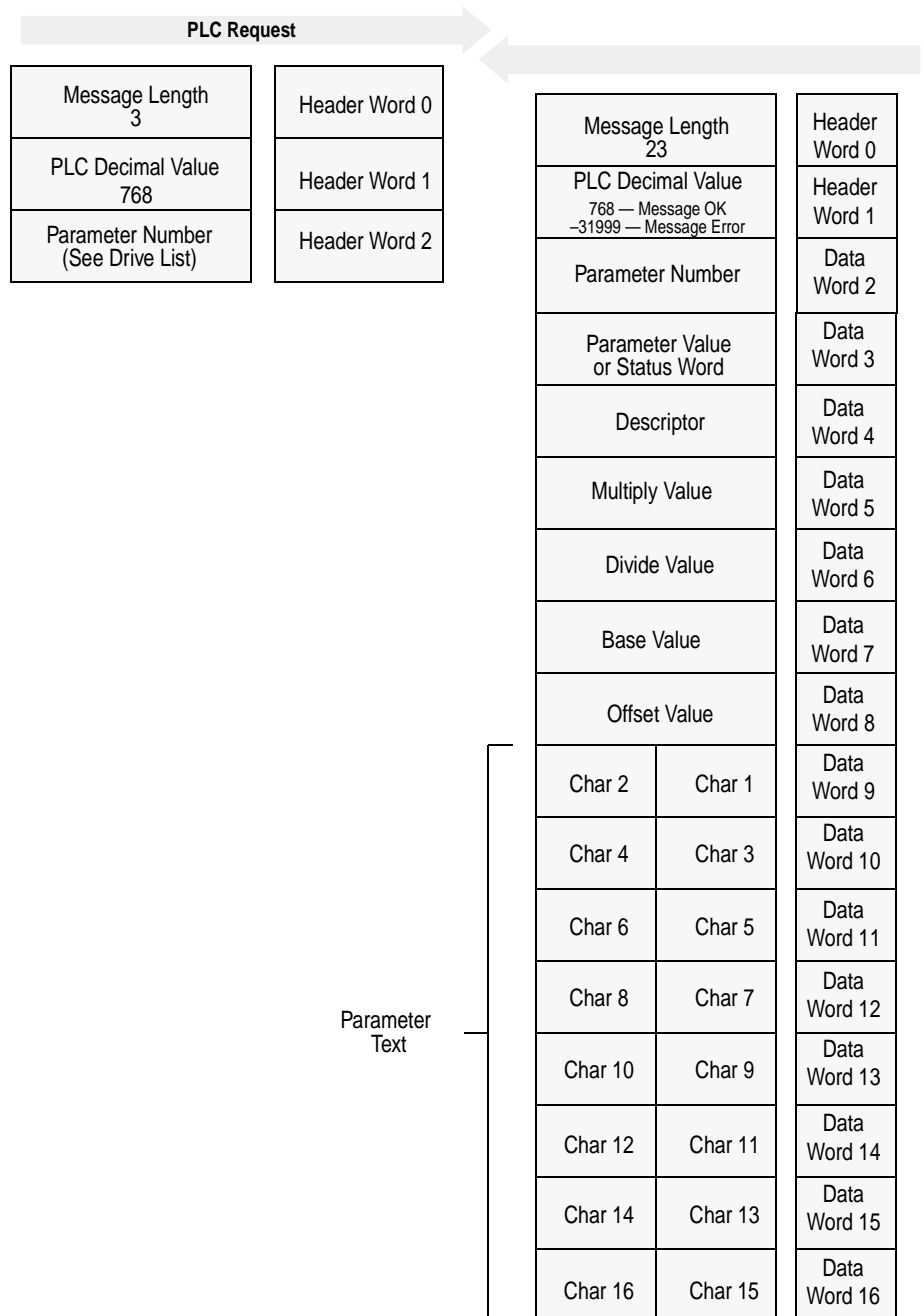 PLC Request
Message Length
3
Header Word 0
PLC Decimal Value
768
Header Word 1
Parameter Number
(See Drive List)
Header Word 2
Message Length
23
Header
Word 0
PLC Decimal Value
768 — Message OK
–31999 — Message Error
Header
Word 1
Parameter Number
Data
Word 2
Parameter Value
or Status Word
Data
Word 3
Descriptor
Data
Word 4
Multiply Value
Data
Word 5
Divide Value
Data
Word 6
Base Value
Data
Word 7
Offset Value
Data
Word 8
Parameter
Text
Char 2
Char 1
Data
Word 9
Char 4
Char 3
Data
Word 10
Char 6
Char 5
Data
Word 11
Char 8
Char 7
Data
Word 12
Char 10
Char 9
Data
Word 13
Char 12
Char 11
Data
Word 14
Char 14
Char 13
Data
Word 15
Char 16
Char 15
Data
Word 16